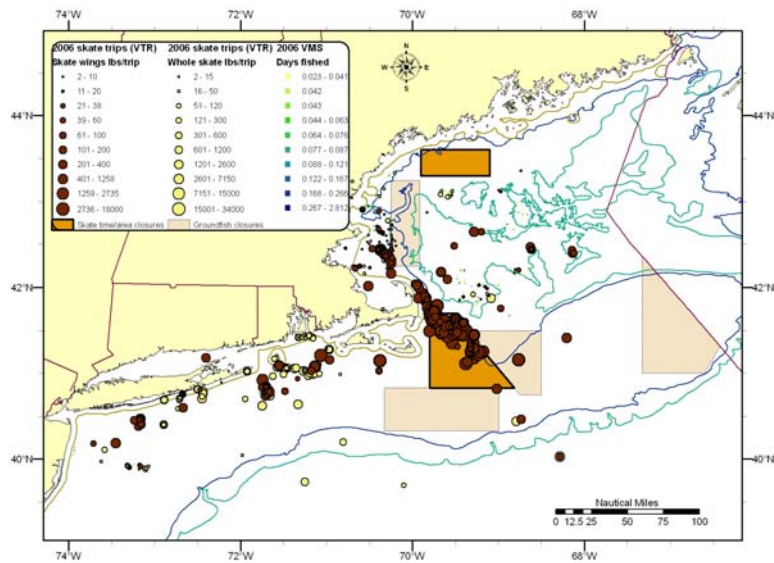 74°W 72°W 70°W 68°W
2006 skate trips (VTR) 2006 skate trips (VTR) 2006 VMS
Skate wings lbs/trip Whole skate lbs/trip Days fished
2 - 10 2 - 15 0.023 - 0.041
11 - 20 16 - 50 0.042
21 - 38 51 - 120 0.043
39 - 60 121 - 300 0.044 - 0.063
61 - 100 301 - 600 0.064 - 0.076
101 - 200 601 - 1200 0.077 - 0.087
201 - 400 1201 - 2600 0.088 - 0.121
401 - 1258 2601 - 7150 0.122 - 0.167
1259 - 2735 7151 - 15000 0.168 - 0.266
2736 - 18000 15001 - 34000 0.267 - 2.812
Skate time/area closures Groundfish closures
N
W E
S
44°N 44°N
42°N 42°N
40°N 40°N
Nautical Miles
0 12.5 25 50 75 100
74°W 72°W 70°W 68°W